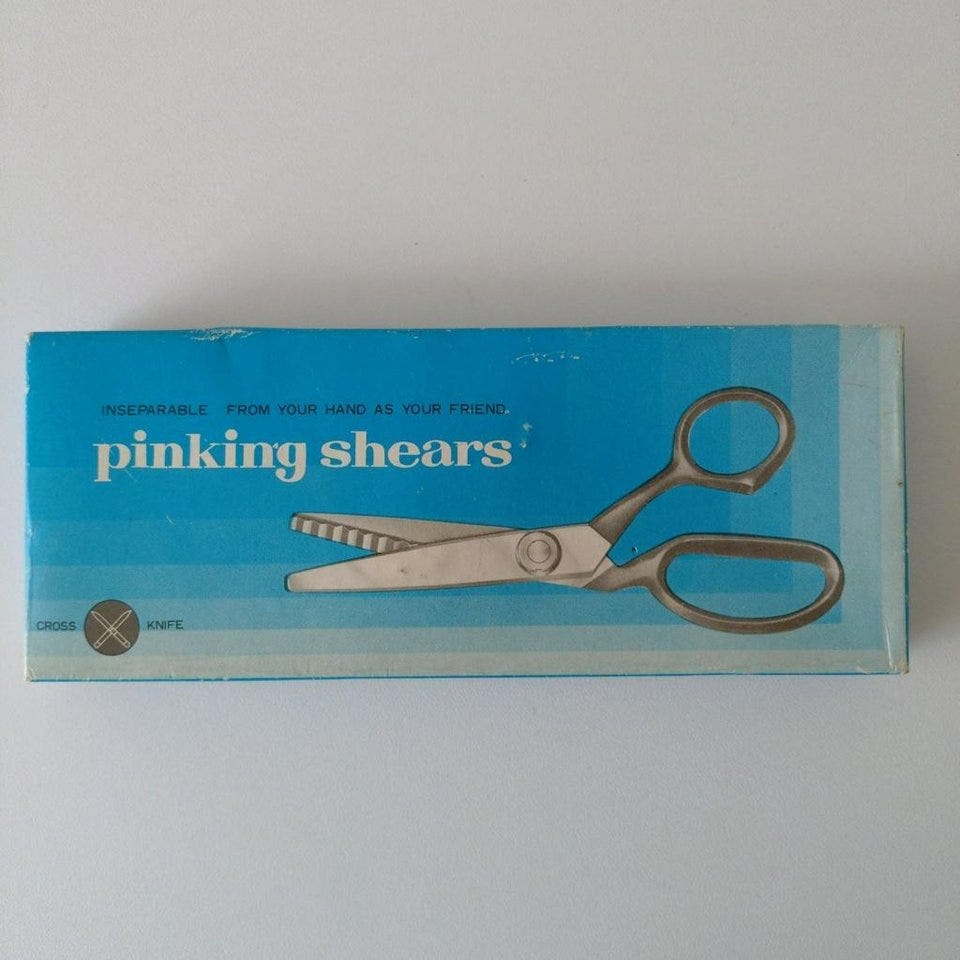 INSEPARABLE FROM YOUR HAND AS YOUR FRIEND.
pinking shears
CROSS KNIFE